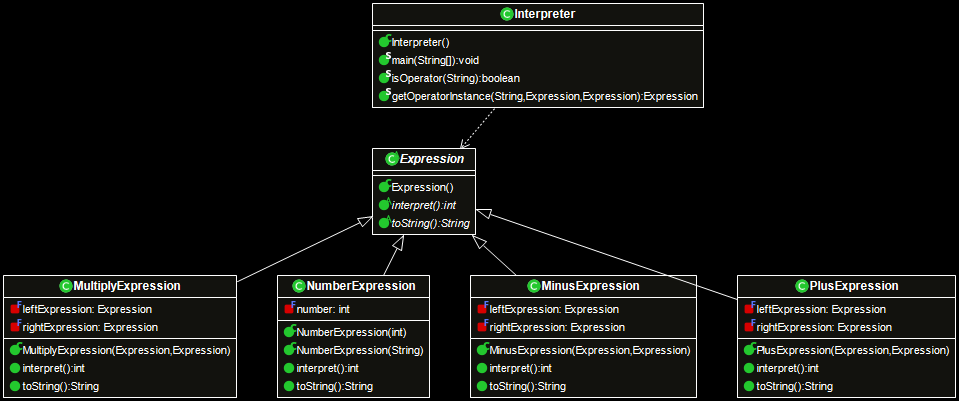 Interpreter
Interpreter()
main(String[]):void
isOperator(String):boolean
getOperatorInstance(String,Expression,Expression):Expression
Expression
Expression()
interpret():int
toString():String
MultiplyExpression
leftExpression: Expression
rightExpression: Expression
MultiplyExpression(Expression,Expression)
interpret():int
toString():String
NumberExpression
number: int
NumberExpression(int)
NumberExpression(String)
interpret():int
toString():String
MinusExpression
leftExpression: Expression
rightExpression: Expression
MinusExpression(Expression,Expression)
interpret():int
toString():String
PlusExpression
leftExpression: Expression
rightExpression: Expression
PlusExpression(Expression,Expression)
interpret():int
toString():String